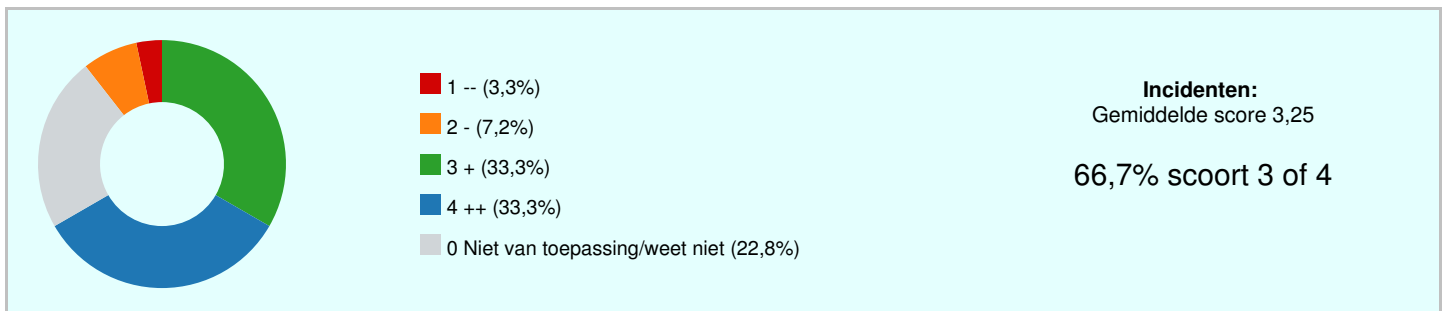 1 -- (3,3%)
2 - (7,2%)
3 + (33,3%)
4 ++ (33,3%)
0 Niet van toepassing/weet niet (22,8%)
Incidenten:
Gemiddelde score 3,25
66,7% scoort 3 of 4